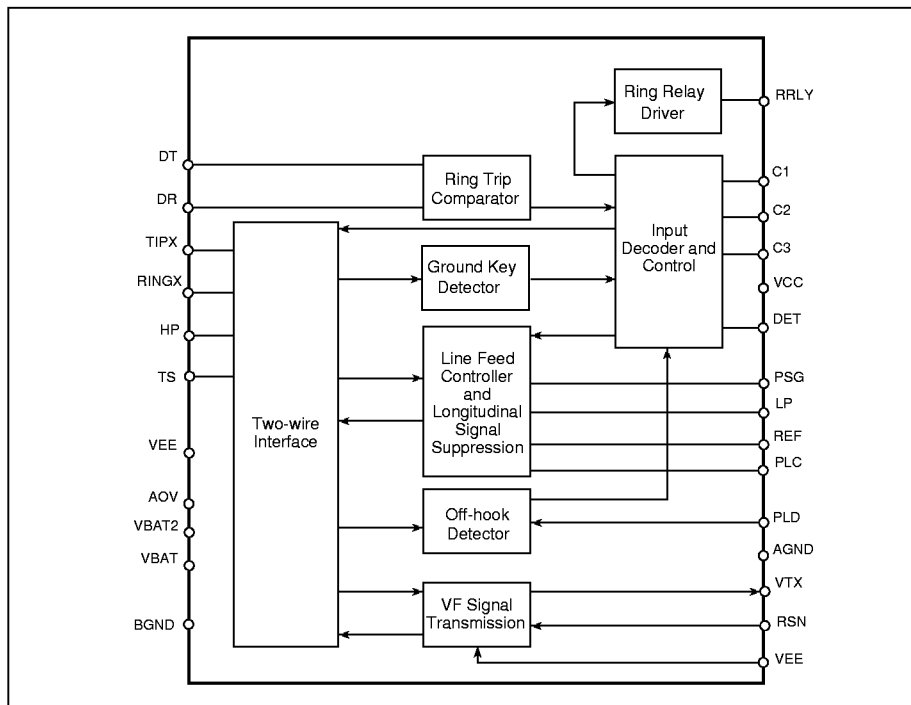 Ring Relay
Driver
RRLY
DT
Ring Trip
Comparator
C1
DR
C2
TIPX
Input
Decoder and
Control
C3
RINGX
Ground Key
Detector
VCC
HP
DET
TS
Line Feed
Controller
and
Longitudinal
Signal
Suppression
PSG
LP
Two-wire
Interface
REF
VEE
PLC
AOV
Off-hook
Detector
PLD
VBAT2
VBAT
AGND
VF Signal
Transmission
VTX
BGND
RSN
VEE